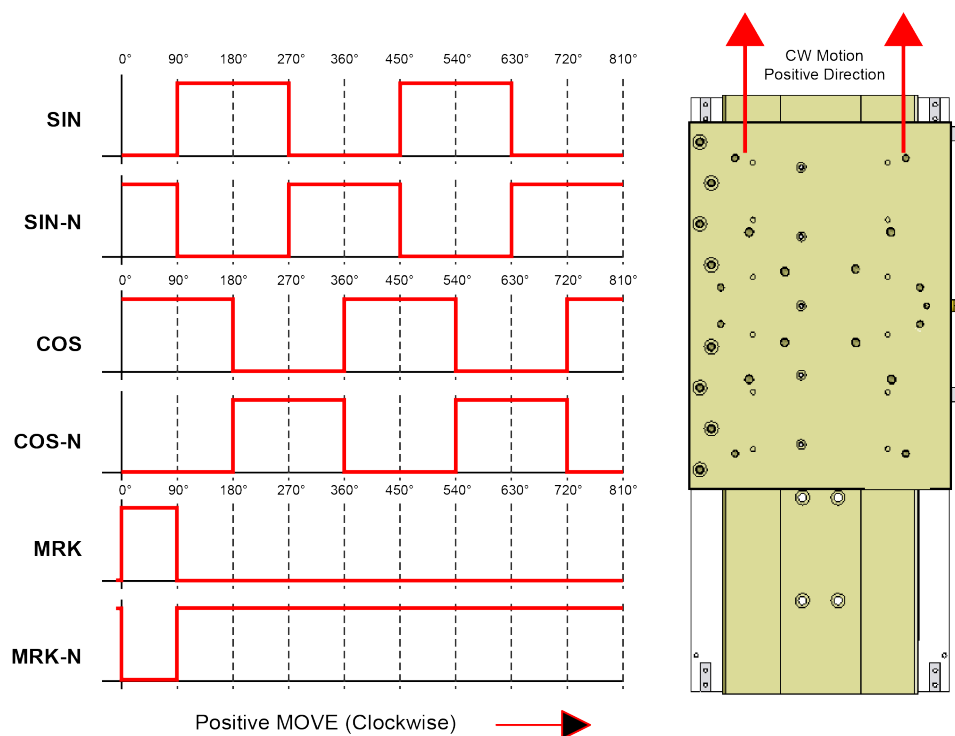 0° 90° 180° 270° 360° 450° 540° 630° 720° 810°
SIN
SIN-N
0° 90° 180° 270° 360° 450° 540° 630° 720° 810°
COS
COS-N
0° 90° 180° 270° 360° 450° 540° 630° 720° 810°
MRK
MRK-N
Positive MOVE (Clockwise)
CW Motion
Positive Direction